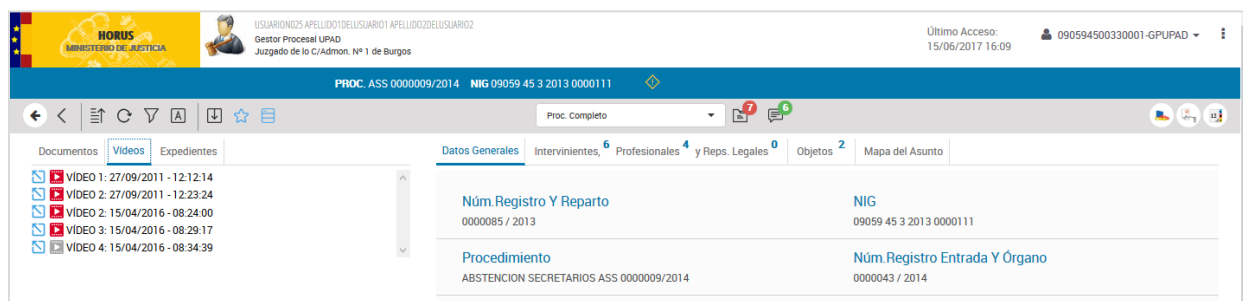 HORUS
MINISTERIO DE JUSTICIA
USUARION025 APELLIDO1DELUSUARIO1 APELLIDO2DELUSUARIO2
Gestor Procesal UPAD
Juzgado de lo C/Admon. Nº 1 de Burgos
Último Acceso:
15/06/2017 16:09
090594500330001-GPUPAD
PROC. ASS 0000009/2014 NIG 09059 45 3 2013 0000111
A
Proc. Completo
7
6
12
Documentos Vídeos Expedientes
Datos Generales Intervinientes, 6 Profesionales 4 y Reps. Legales 0 Objetos 2 Mapa del Asunto
VÍDEO 1: 27/09/2011 - 12:12:14
VÍDEO 2: 27/09/2011 - 12:23:24
VÍDEO 2: 15/04/2016 - 08:24:00
VÍDEO 3: 15/04/2016 - 08:29:17
VÍDEO 4: 15/04/2016 - 08:34:39
Núm.Registro Y Reparto
0000085 / 2013
NIG
09059 45 3 2013 0000111
Procedimiento
ABSTENCION SECRETARIOS ASS 0000009/2014
Núm.Registro Entrada Y Órgano
0000043 / 2014